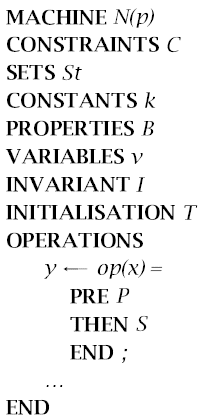 MACHINE N(p)
CONSTRAINTS C
SETS St
CONSTANTS k
PROPERTIES B
VARIABLES v
INVARIANT I
INITIALISATION T
OPERATIONS
y ← op(x) =
PRE P
THEN S
END ;
...
END